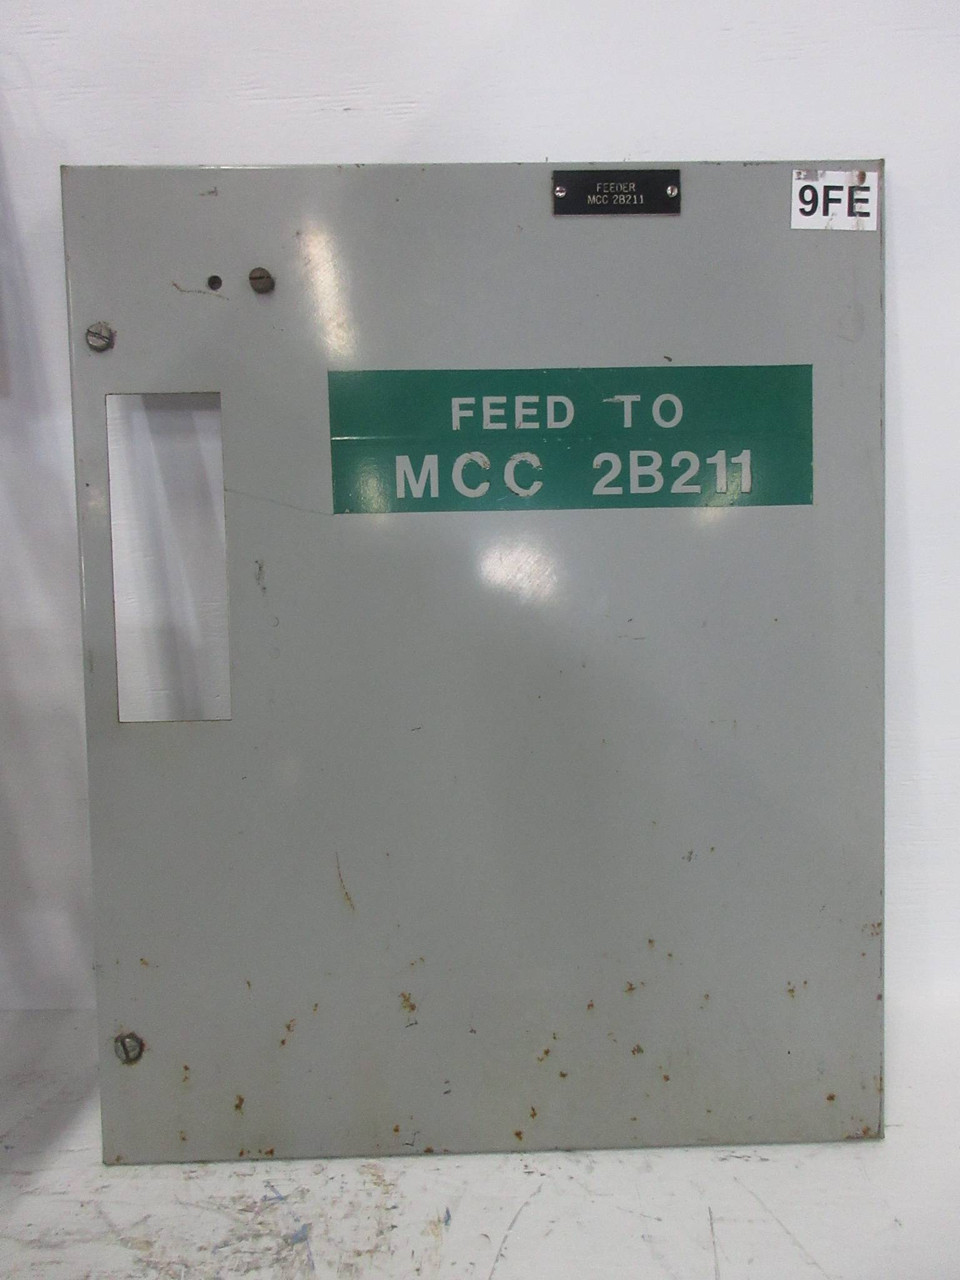 FEEDER
MCC 2B211
9FE
FEED TO
MCC 2B211